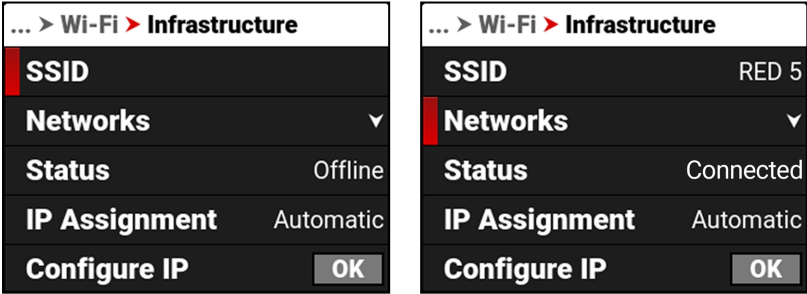 ... > Wi-Fi > Infrastructure
SSID
Networks
Status Offline
IP Assignment Automatic
Configure IP OK
... > Wi-Fi > Infrastructure
SSID RED 5
Networks
Status Connected
IP Assignment Automatic
Configure IP OK